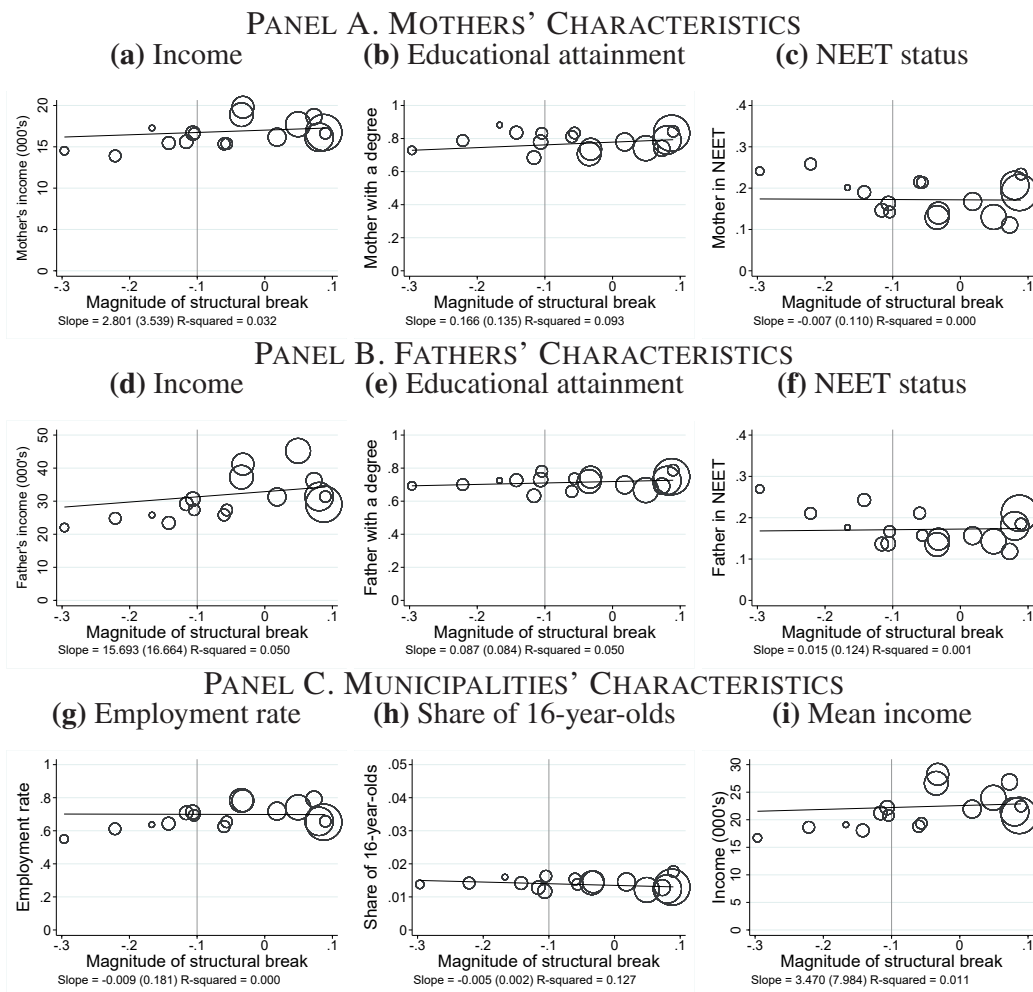 PANEL A. MOTHERS' CHARACTERISTICS
(a) Income (b) Educational attainment (c) NEET status
Mother's income (000's)
20
15
10
5
0
-.3 -.2 -.1 0 .1
Magnitude of structural break
Slope = 2.801 (3.539) R-squared = 0.032
Mother with a degree
1
.8
.6
.4
.2
0
-.3 -.2 -.1 0 .1
Magnitude of structural break
Slope = 0.166 (0.135) R-squared = 0.093
Mother in NEET
.4
.3
.2
.1
0
-.3 -.2 -.1 0 .1
Magnitude of structural break
Slope = -0.007 (0.110) R-squared = 0.000
PANEL B. FATHERS' CHARACTERISTICS
(d) Income (e) Educational attainment (f) NEET status
Father's income (000's)
50
40
30
20
10
0
-.3 -.2 -.1 0 .1
Magnitude of structural break
Slope = 15.693 (16.664) R-squared = 0.050
Father with a degree
1
.8
.6
.4
.2
0
-.3 -.2 -.1 0 .1
Magnitude of structural break
Slope = 0.087 (0.084) R-squared = 0.050
Father in NEET
.4
.3
.2
.1
0
-.3 -.2 -.1 0 .1
Magnitude of structural break
Slope = 0.015 (0.124) R-squared = 0.001
PANEL C. MUNICIPALITIES' CHARACTERISTICS
(g) Employment rate (h) Share of 16-year-olds (i) Mean income
Employment rate
1
.8
.6
.4
.2
0
-.3 -.2 -.1 0 .1
Magnitude of structural break
Slope = -0.009 (0.181) R-squared = 0.000
Share of 16-year-olds
.05
.04
.03
.02
.01
0
-.3 -.2 -.1 0 .1
Magnitude of structural break
Slope = -0.005 (0.002) R-squared = 0.127
Income (000's)
30
25
20
15
10
5
0
-.3 -.2 -.1 0 .1
Magnitude of structural break
Slope = 3.470 (7.984) R-squared = 0.011